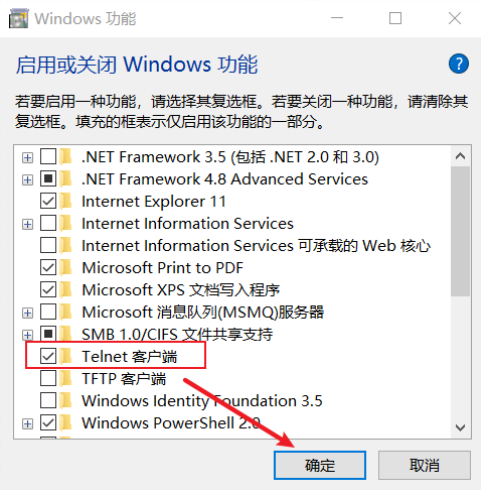 Windows 功能
启用或关闭 Windows 功能
?
若要启用一种功能，请选择其复选框。若要关闭一种功能，请清除其
复选框。填充的框表示仅启用该功能的一部分。
.NET Framework 3.5 (包括 .NET 2.0 和 3.0)
.NET Framework 4.8 Advanced Services
Internet Explorer 11
Internet Information Services
Internet Information Services 可承载的 Web 核心
Microsoft Print to PDF
Microsoft XPS 文档写入程序
Microsoft 消息队列(MSMQ)服务器
SMB 1.0/CIFS 文件共享支持
Telnet 客户端
TFTP 客户端
Windows Identity Foundation 3.5
Windows PowerShell 2.0
确定
取消